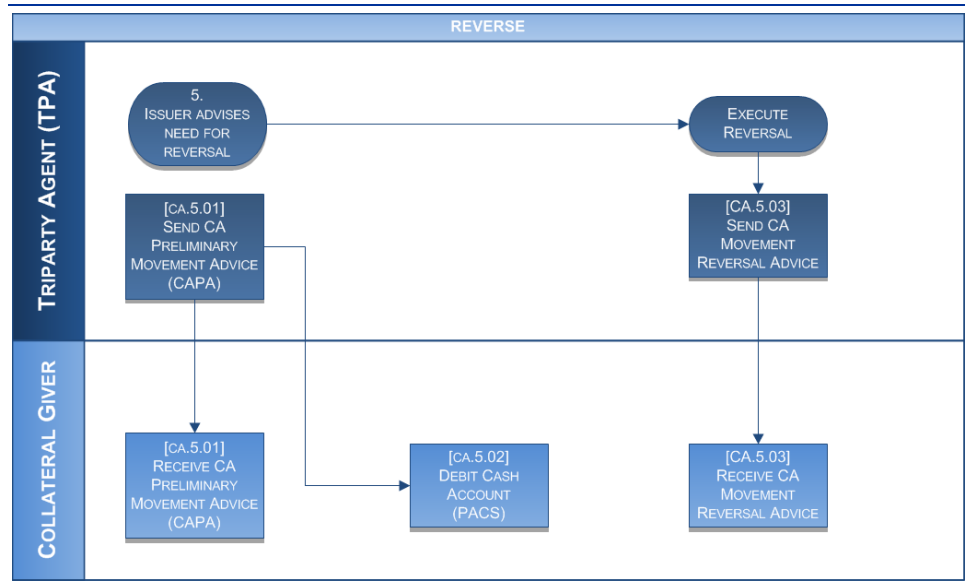 REVERSE
TRIPARTY AGENT (TPA)
5.
ISSUER ADVISES
NEED FOR
REVERSAL
EXECUTE
REVERSAL
[CA.5.01]
SEND CA
PRELIMINARY
MOVEMENT ADVICE
(CAPA)
[CA.5.03]
SEND CA
MOVEMENT
REVERSAL ADVICE
COLLATERAL GIVER
[CA.5.01]
RECEIVE CA
PRELIMINARY
MOVEMENT ADVICE
(CAPA)
[CA.5.02]
DEBIT CASH
ACCOUNT
(PACS)
[CA.5.03]
RECEIVE CA
MOVEMENT
REVERSAL ADVICE